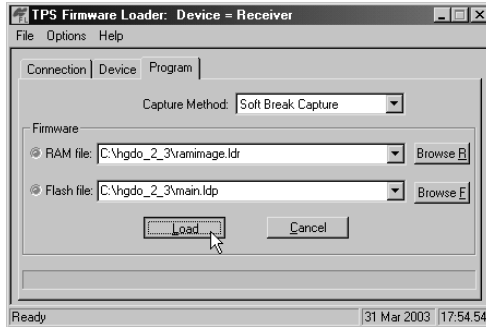 TPS Firmware Loader: Device = Receiver
File Options Help
Connection Device Program
Capture Method: Soft Break Capture
Firmware
RAM file: C:\hgdo_2_3\ramimage.ldr Browse R
Flash file: C:\hgdo_2_3\main.ldp Browse F
Load Cancel
Ready 31 Mar 2003 17:54.54